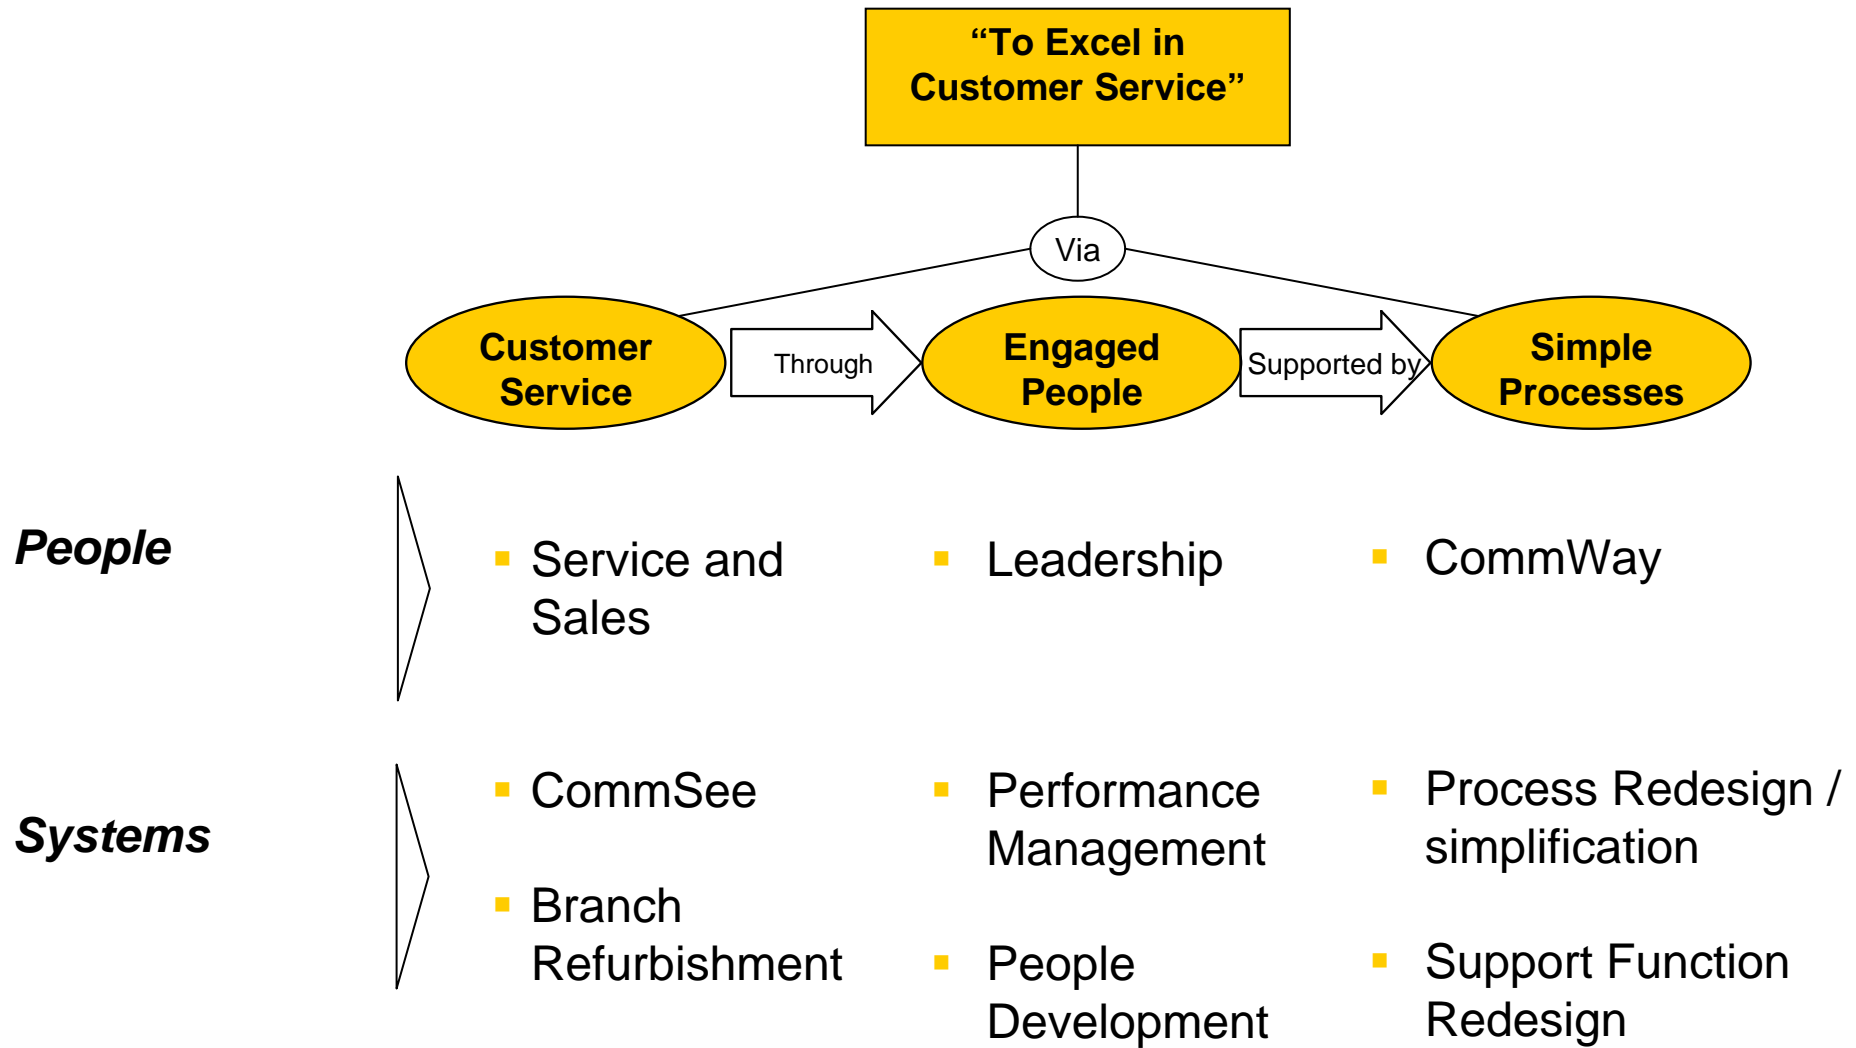 “To Excel in
Customer Service”
Via
Customer
Service
Through
Engaged
People
Supported by
Simple
Processes
People
Service and
Sales
Leadership
CommWay
Systems
CommSee
Branch
Refurbishment
Performance
Management
People
Development
Process Redesign /
simplification
Support Function
Redesign